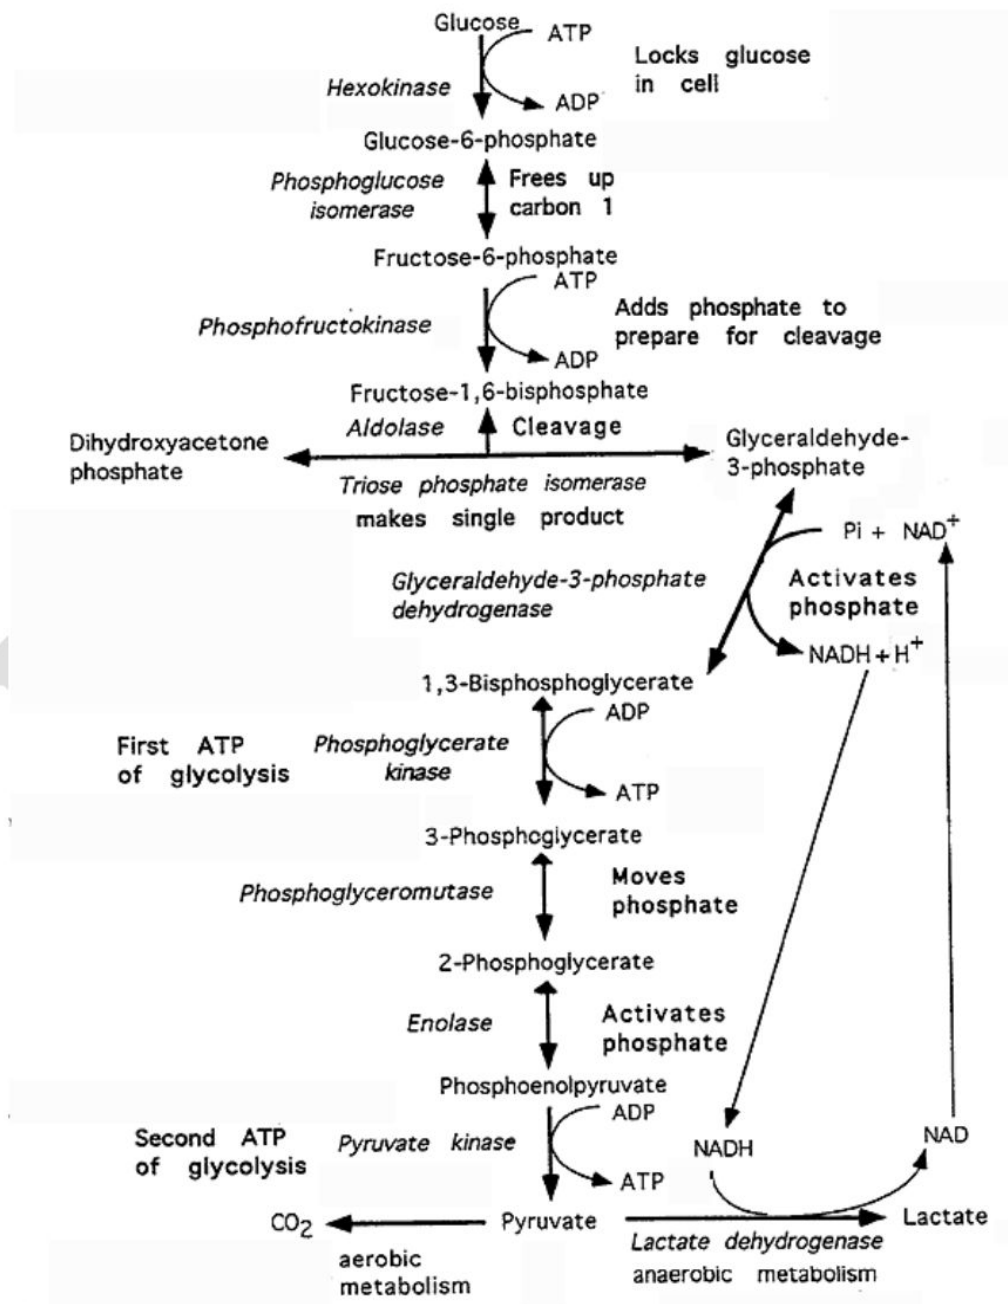 Glucose
ATP
Locks glucose
in cell
Hexokinase
ADP
Glucose-6-phosphate
Phosphoglucose
isomerase
Frees up
carbon 1
Fructose-6-phosphate
ATP
Phosphofructokinase
Adds phosphate to
prepare for cleavage
ADP
Fructose-1,6-bisphosphate
Aldolase
Cleavage
Dihydroxyacetone
phosphate
Glyceraldehyde-
3-phosphate
Triose phosphate isomerase
makes single product
Pi + NAD+
Glyceraldehyde-3-phosphate
dehydrogenase
Activates
phosphate
NADH + H+
1,3-Bisphosphoglycerate
ADP
First ATP
of glycolysis
Phosphoglycerate
kinase
ATP
3-Phosphoglycerate
Phosphoglyceromutase
Moves
phosphate
2-Phosphoglycerate
Enolase
Activates
phosphate
Phosphoenolpyruvate
ADP
Second ATP
of glycolysis
Pyruvate kinase
NADH
NAD
ATP
CO2
Pyruvate
Lactate
aerobic
metabolism
Lactate dehydrogenase
anaerobic metabolism